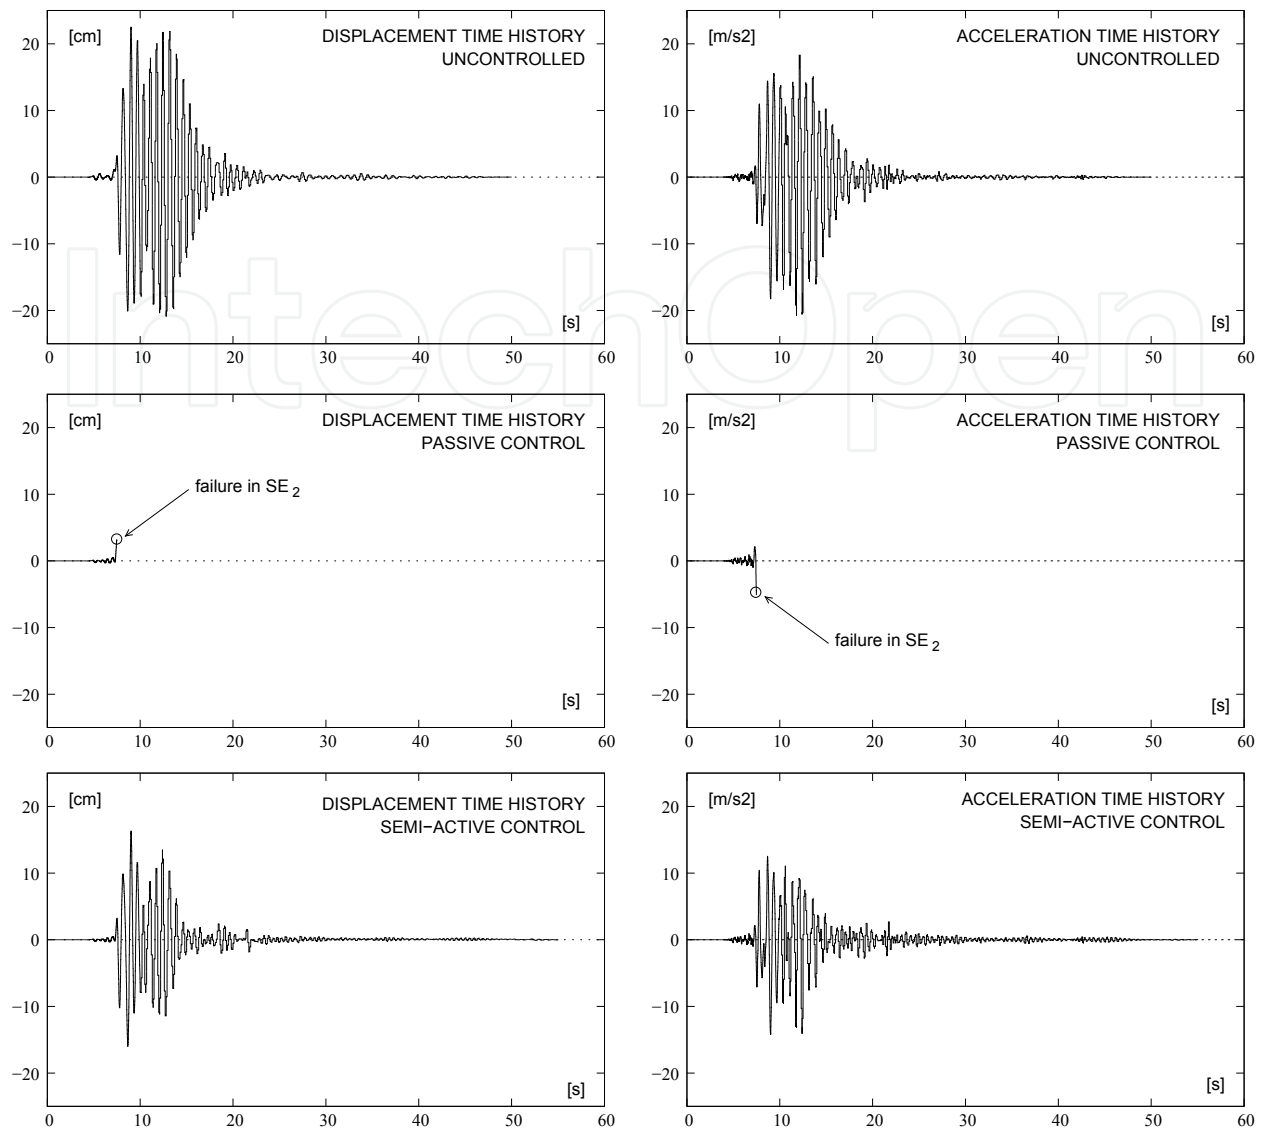 [cm]
DISPLACEMENT TIME HISTORY
UNCONTROLLED
20
10
0
−10
−20
[s]
0 10 20 30 40 50 60
[m/s2]
ACCELERATION TIME HISTORY
UNCONTROLLED
20
10
0
−10
−20
[s]
0 10 20 30 40 50 60
IntechOpen
[cm]
DISPLACEMENT TIME HISTORY
PASSIVE CONTROL
20
10
0
−10
−20
failure in SE 2
[s]
0 10 20 30 40 50 60
[m/s2]
ACCELERATION TIME HISTORY
PASSIVE CONTROL
20
10
0
−10
−20
failure in SE 2
[s]
0 10 20 30 40 50 60
[cm]
DISPLACEMENT TIME HISTORY
SEMI−ACTIVE CONTROL
20
10
0
−10
−20
[s]
0 10 20 30 40 50 60
[m/s2]
ACCELERATION TIME HISTORY
SEMI−ACTIVE CONTROL
20
10
0
−10
−20
[s]
0 10 20 30 40 50 60